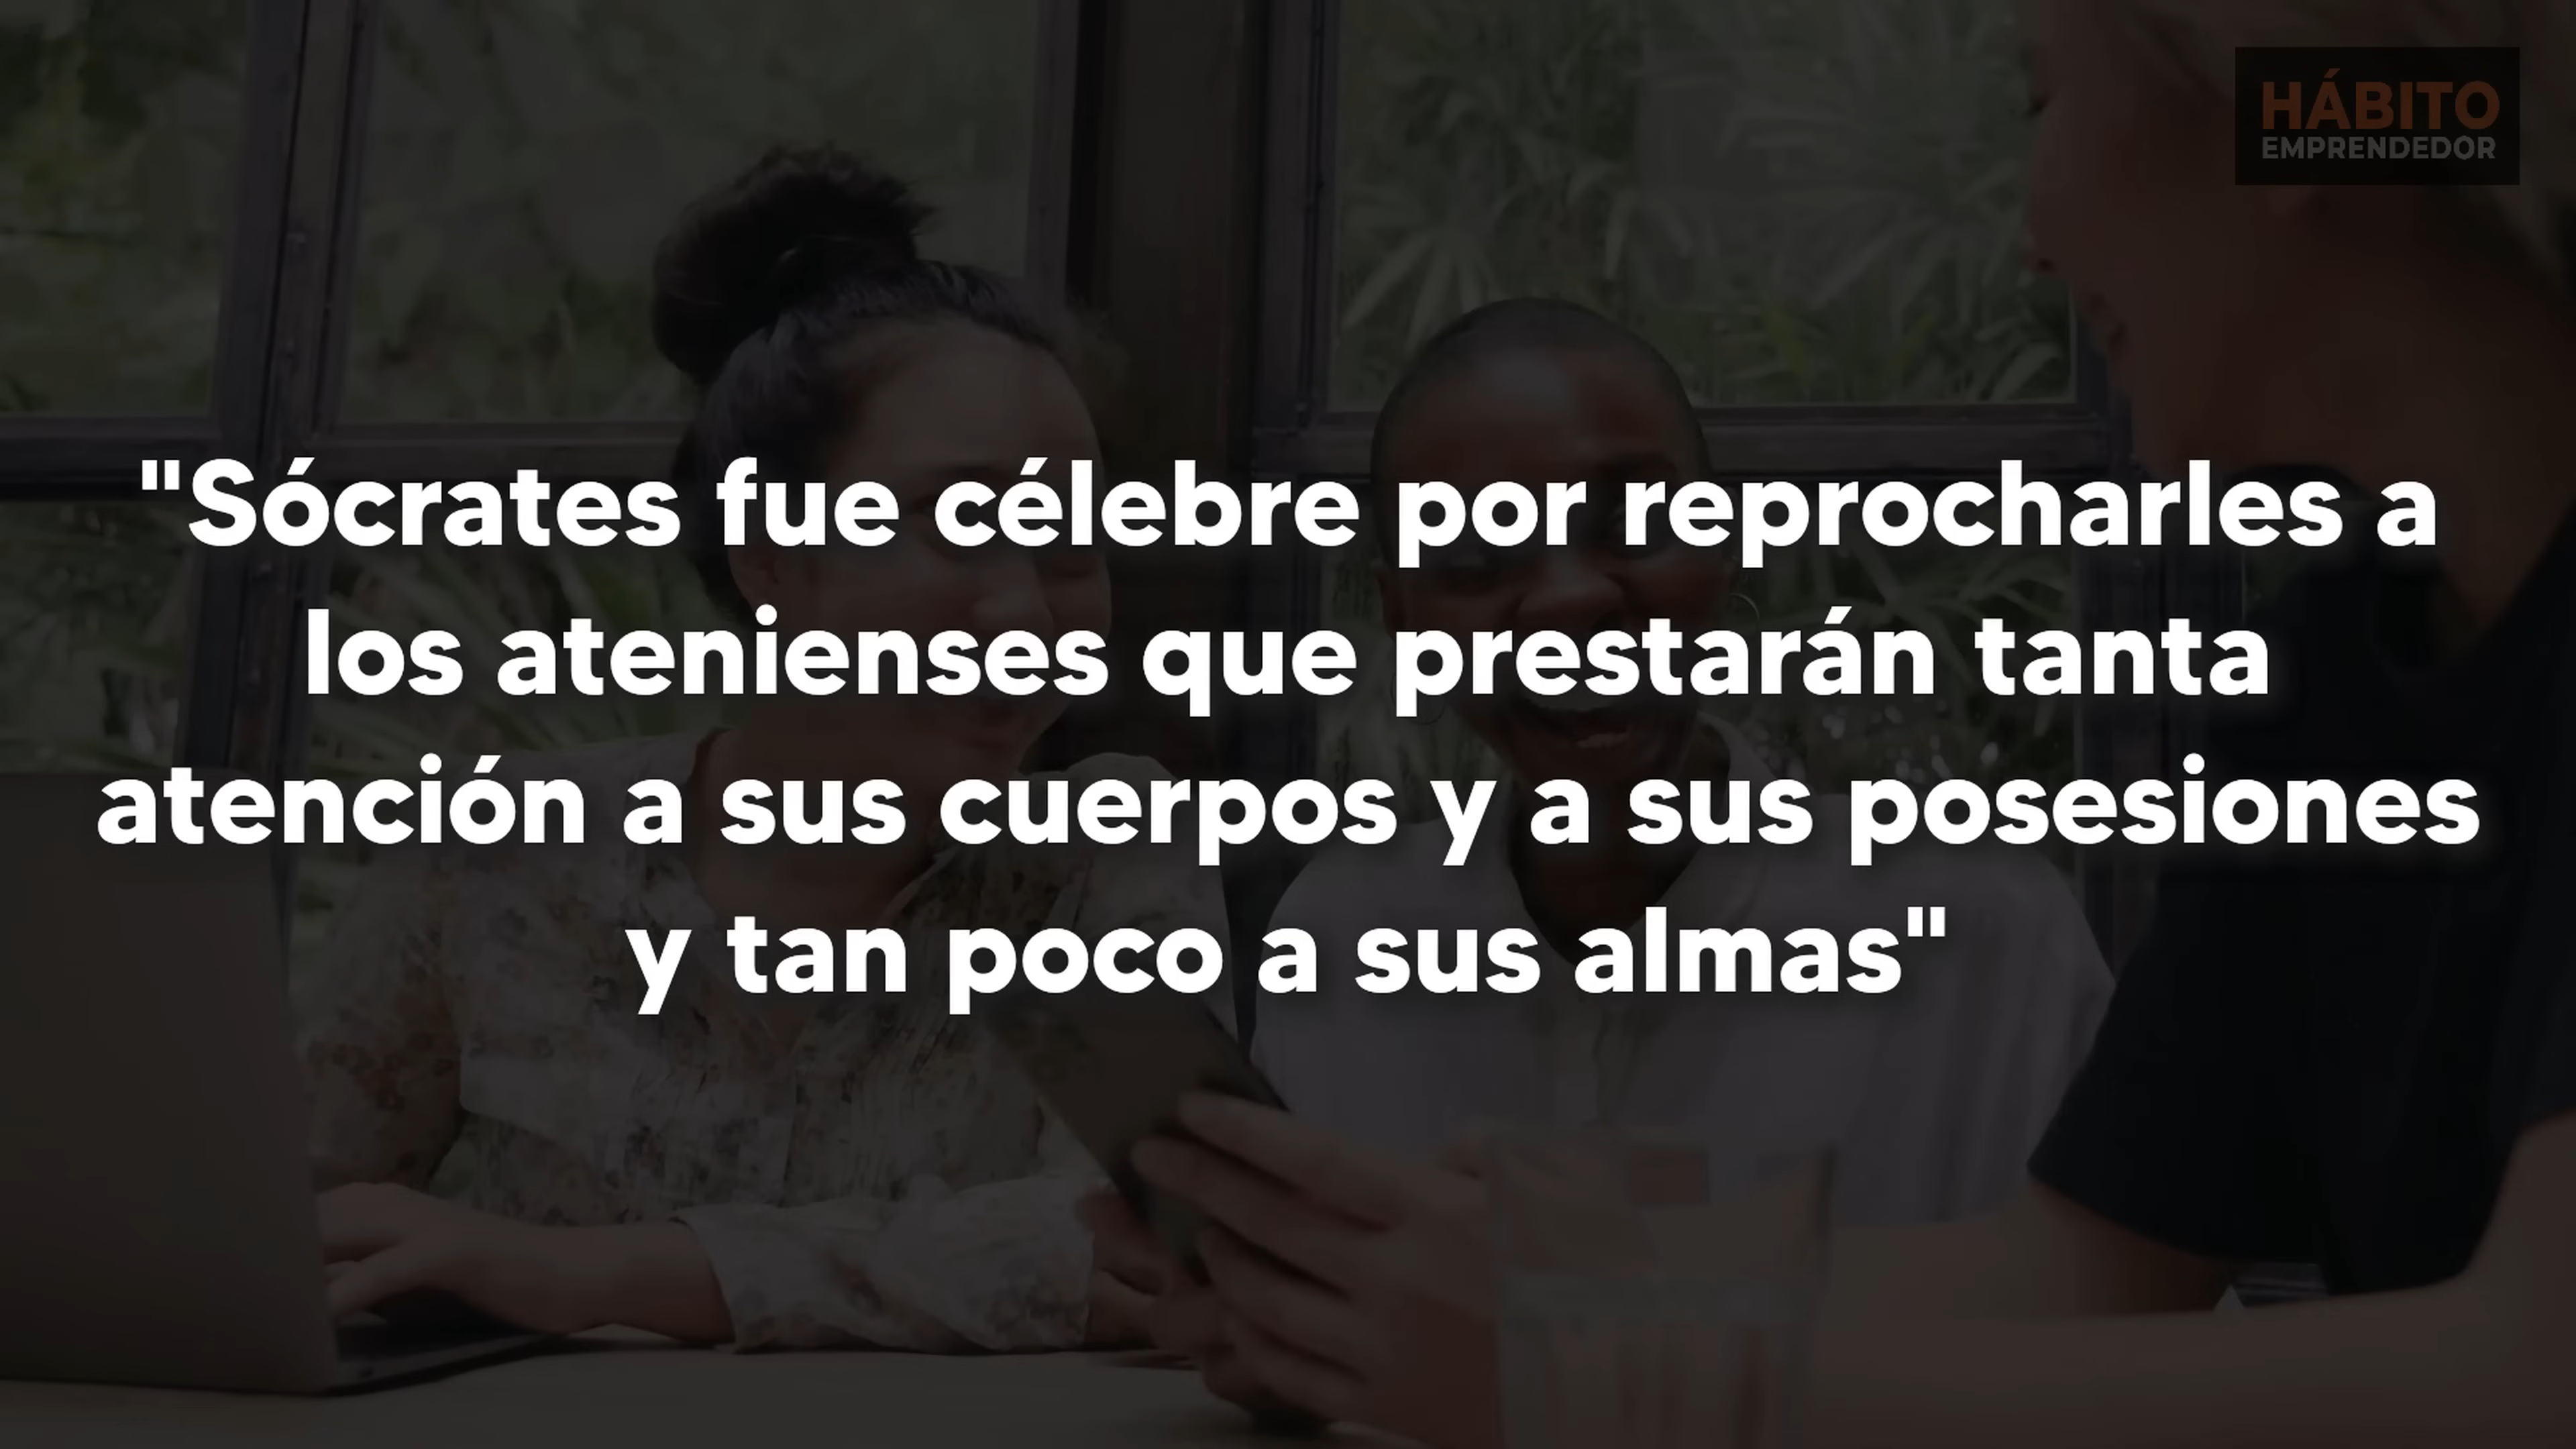 HÁBITO
EMPRENDEDOR
"Sócrates fue célebre por reprocharles a
los atenienses que prestarán tanta
atención a sus cuerpos y a sus posesiones
y tan poco a sus almas"